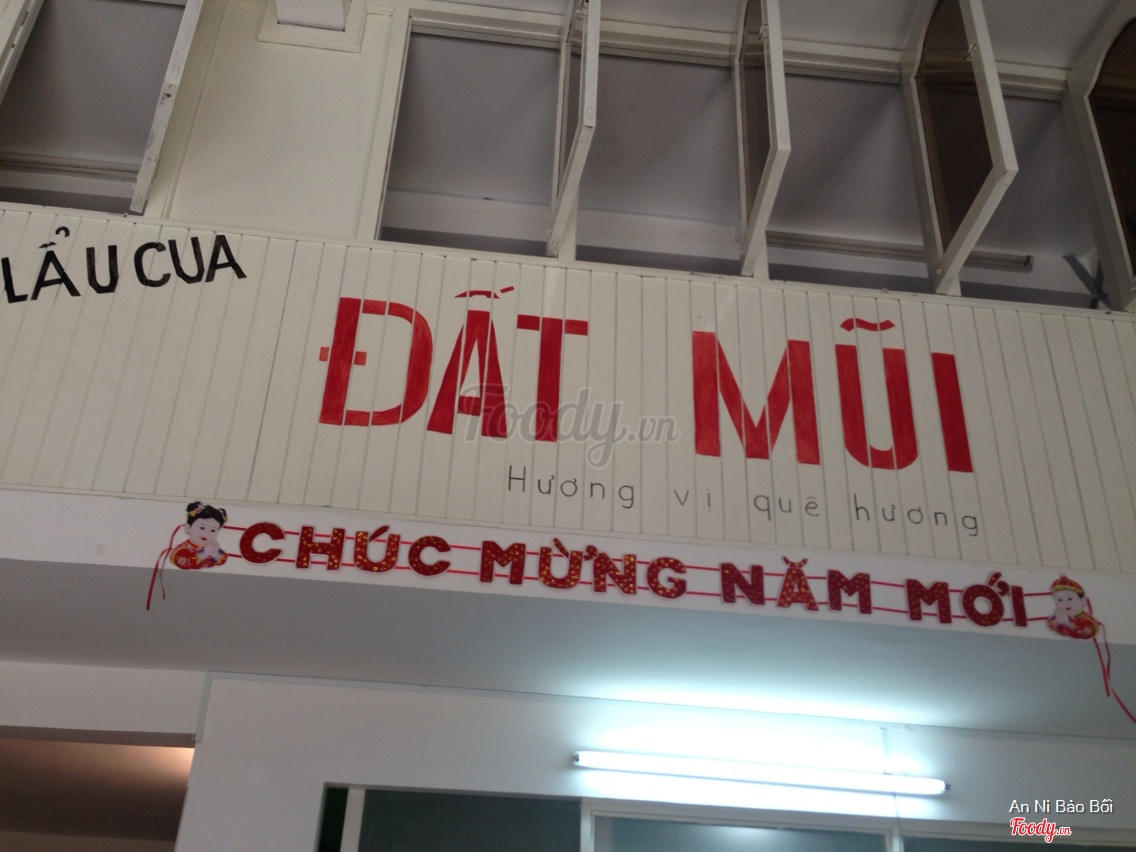 LẨU CUA
ĐẤT MŨI
Foody.vn
Hương vị quê hương
CHÚC MỪNG NĂM MỚI
An Ni Bảo Bối
Foody.vn